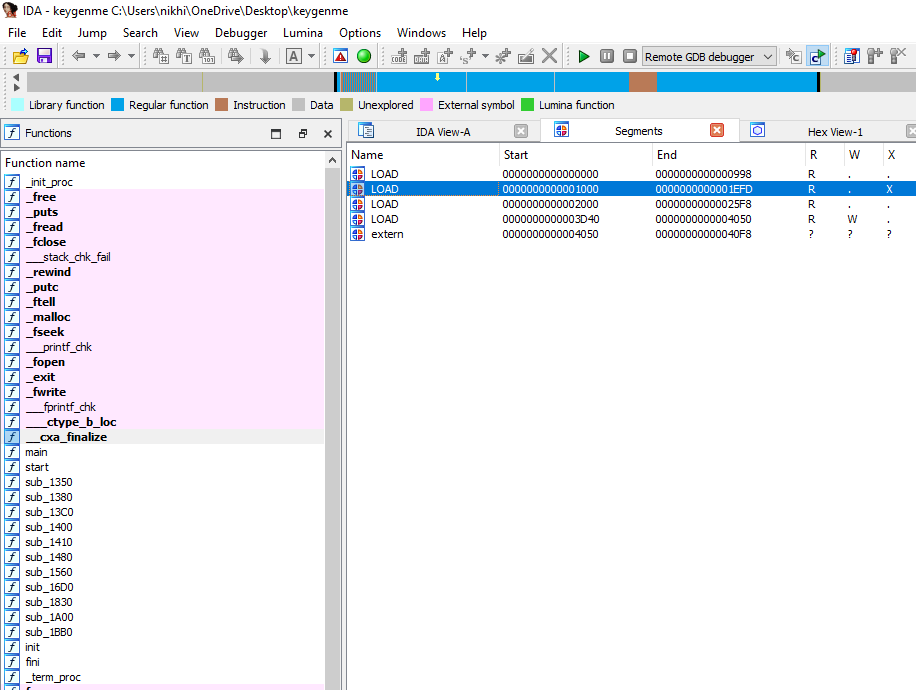 IDA - keygenme C:\Users\nikhi\OneDrive\Desktop\keygenme
File Edit Jump Search View Debugger Lumina Options Windows Help
Remote GDB debugger
Library function Regular function Instruction Data Unexplored External symbol Lumina function
Functions
IDA View-A Segments Hex View-1
Function name
_init_proc
_free
_puts
_fread
_fclose
___stack_chk_fail
_rewind
_putc
_ftell
_malloc
_fseek
___printf_chk
_fopen
_exit
_fwrite
___fprintf_chk
___ctype_b_loc
__cxa_finalize
main
start
sub_1350
sub_1380
sub_13C0
sub_1400
sub_1410
sub_1480
sub_1560
sub_16D0
sub_1830
sub_1A00
sub_1BB0
init
fini
_term_proc
Name Start End R W X
LOAD 0000000000000000 0000000000000998 R . .
LOAD 0000000000001000 0000000000001EFD R . X
LOAD 0000000000002000 00000000000025F8 R . .
LOAD 0000000000003D40 0000000000004050 R W .
extern 0000000000004050 00000000000040F8 ? ? ?